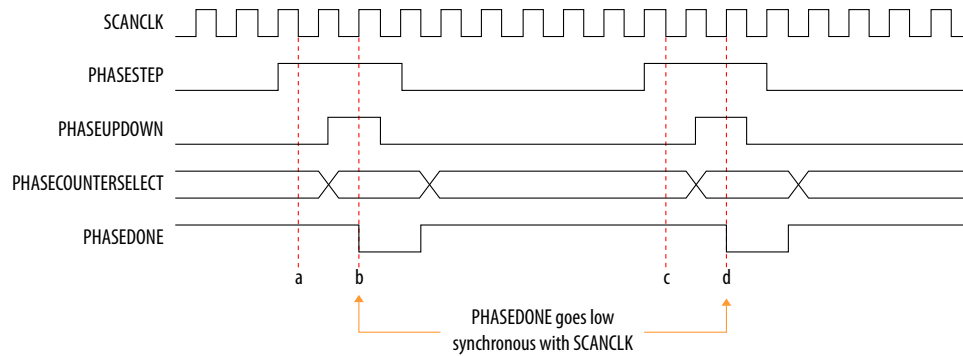 SCANCLK
PHASESTEP
PHASEUPDOWN
PHASECOUNTERSELECT
PHASEDONE
a b c d
PHASEDONE goes low
synchronous with SCANCLK